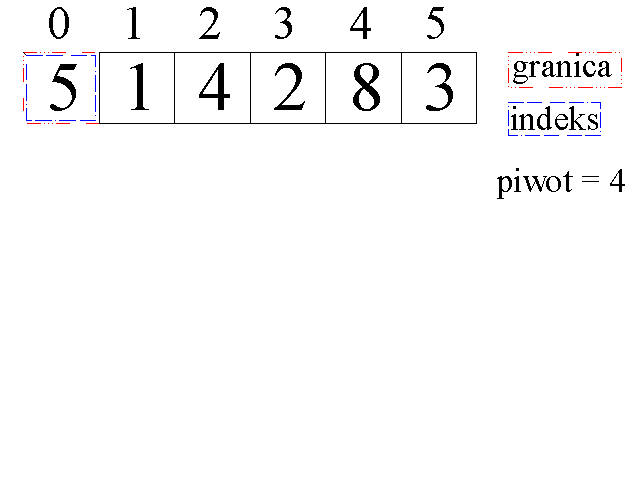 0 1 2 3 4 5
5 1 4 2 8 3
granica
indeks
piwot = 4